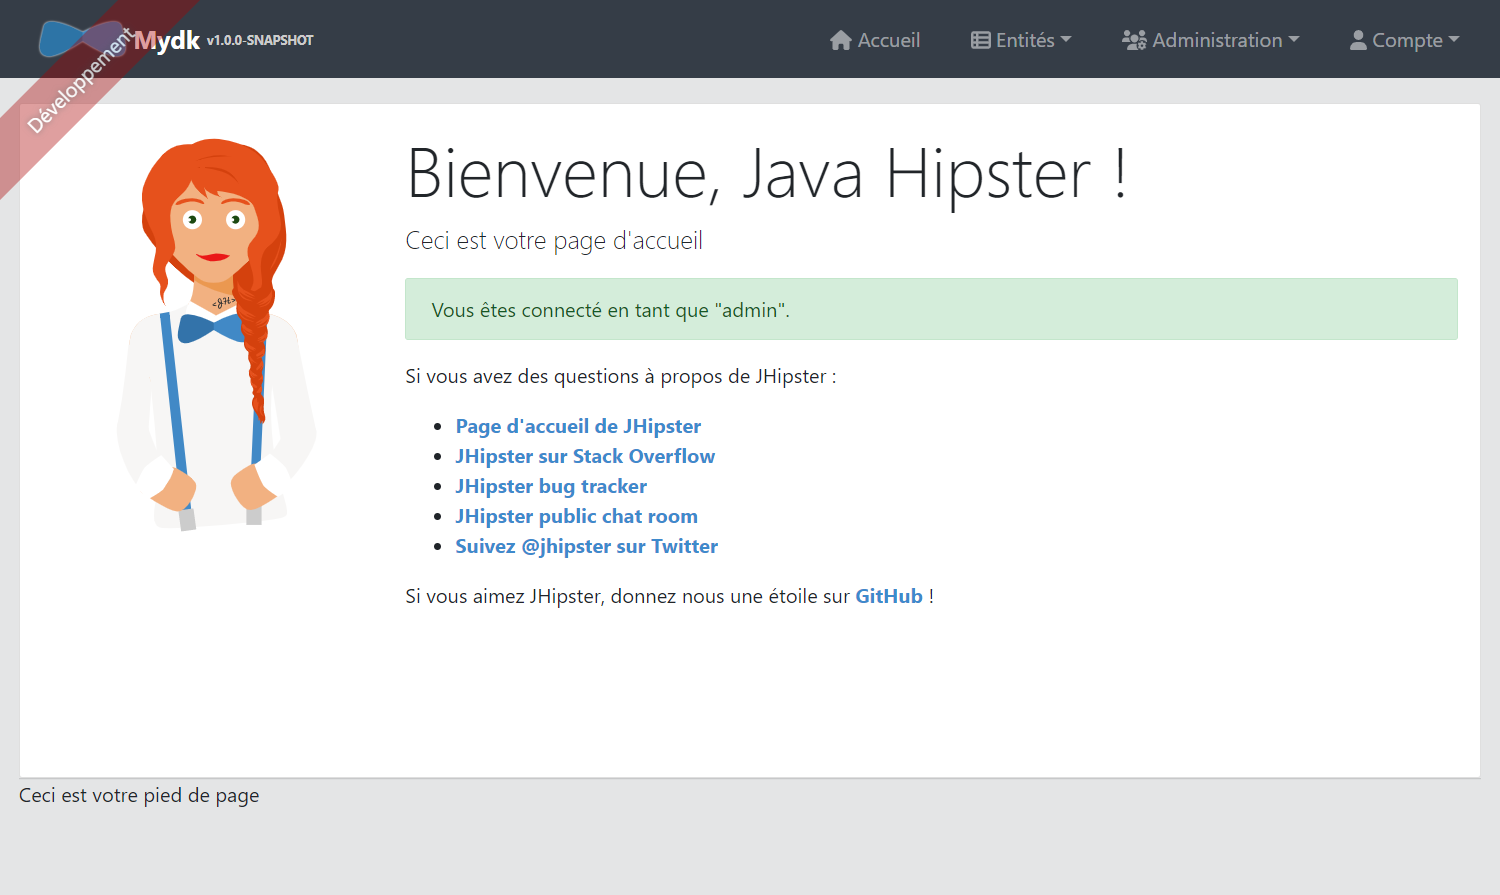 Développement
Mydk v1.0.0-SNAPSHOT
Accueil
Entités
Administration
Compte
Bienvenue, Java Hipster !
Ceci est votre page d'accueil
<JH>
Vous êtes connecté en tant que "admin".
Si vous avez des questions à propos de JHipster :
Page d'accueil de JHipster
JHipster sur Stack Overflow
JHipster bug tracker
JHipster public chat room
Suivez @jhipster sur Twitter
Si vous aimez JHipster, donnez nous une étoile sur GitHub !
Ceci est votre pied de page